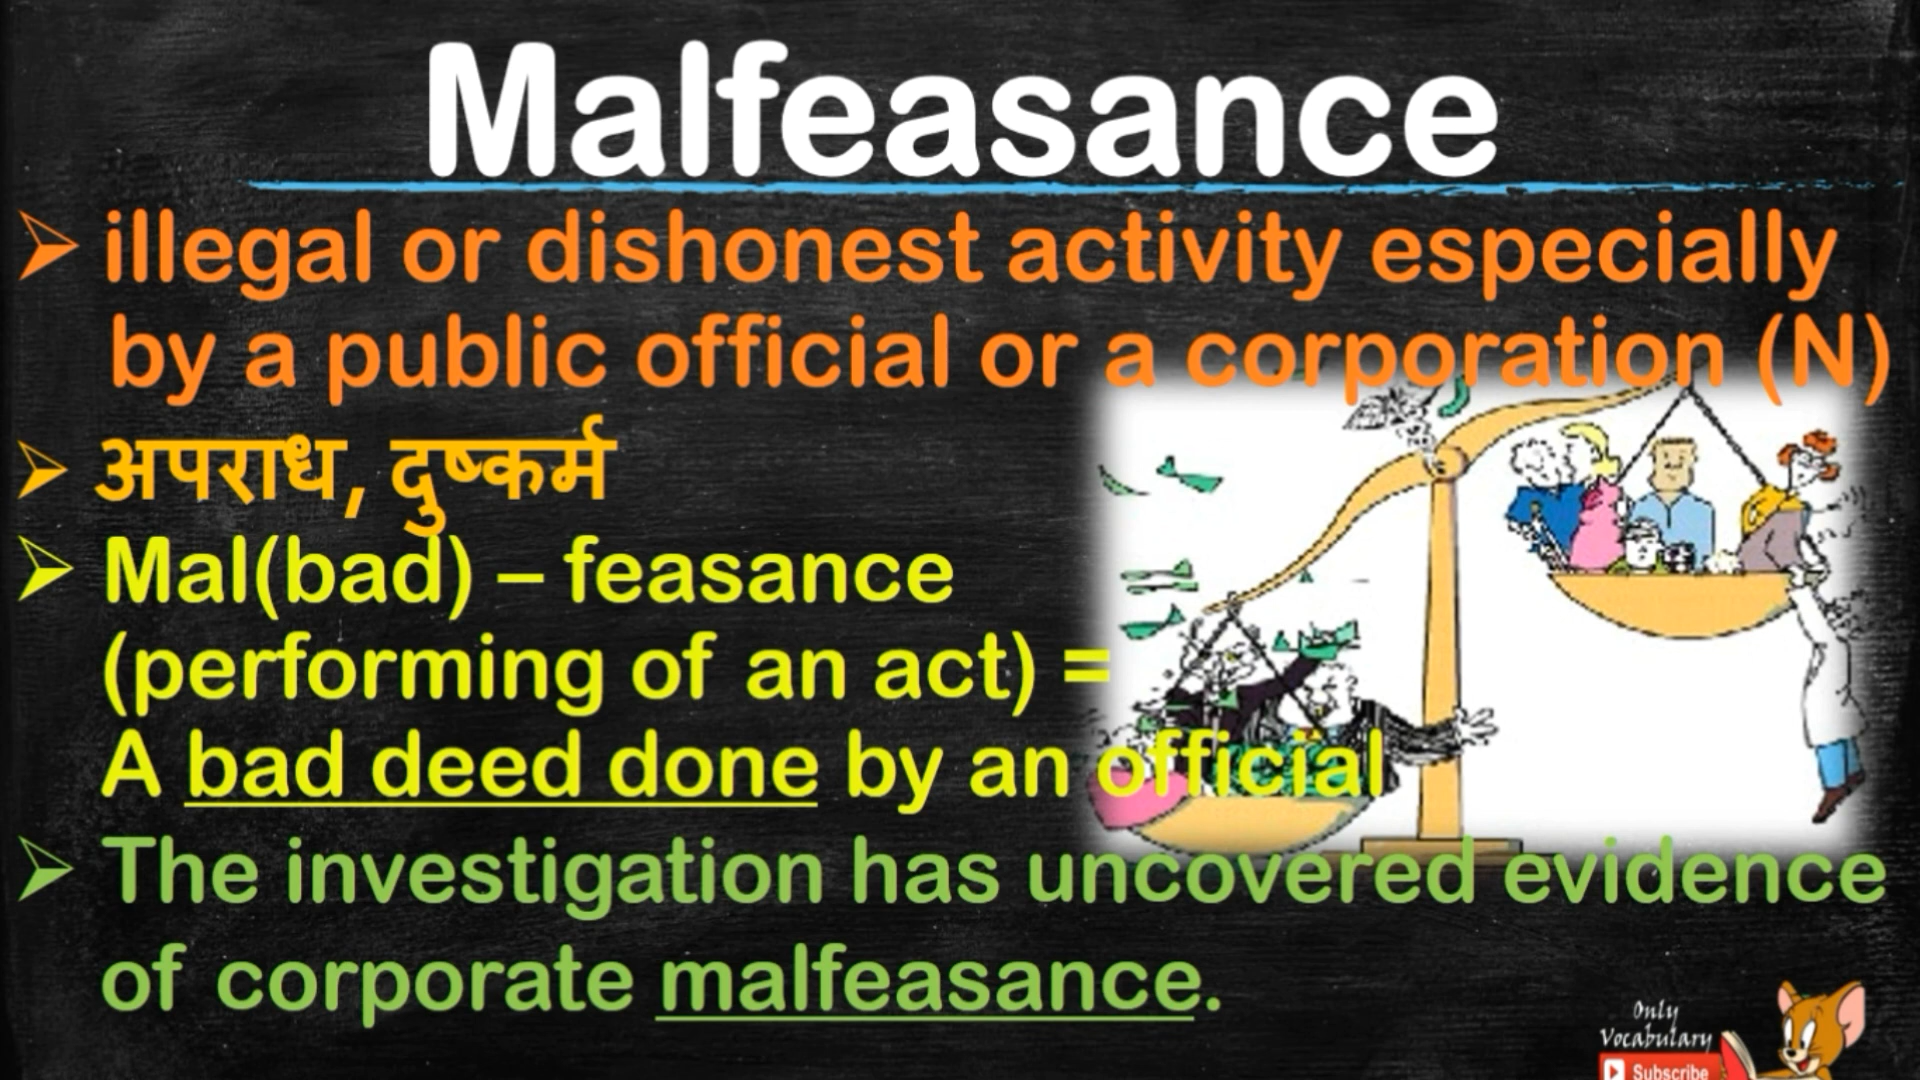 Malfeasance
➢ illegal or dishonest activity especially
by a public official or a corporation (N)
➢ अपराध, दुष्कर्म
➢ Mal(bad) – feasance
(performing of an act) =
A bad deed done by an official
➢ The investigation has uncovered evidence
of corporate malfeasance.
Only
Vocabulary
Subscribe